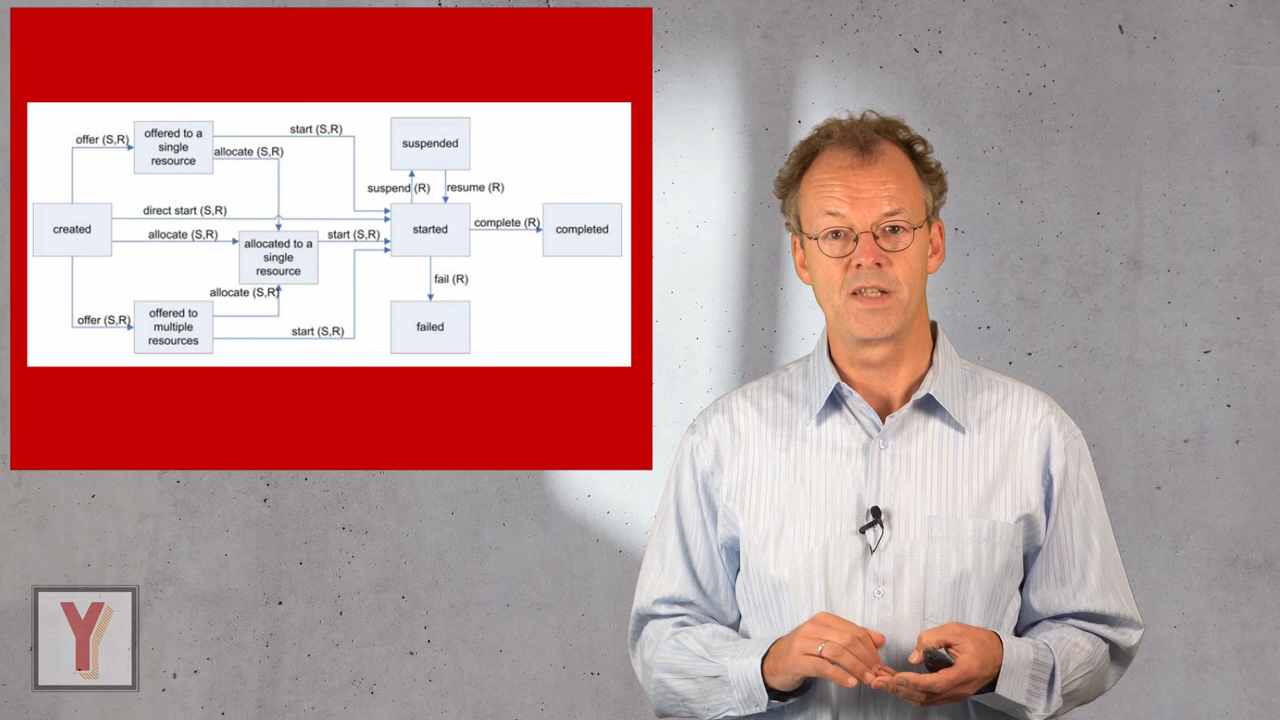 offer (S,R)
offered to a
single
resource
start (S,R)
allocate (S,R)
suspended
suspend (R)
resume (R)
created
direct start (S,R)
allocate (S,R)
allocated to a
single
resource
start (S,R)
started
complete (R)
completed
allocate (S,R)
fail (R)
offer (S,R)
offered to
multiple
resources
start (S,R)
failed
Y